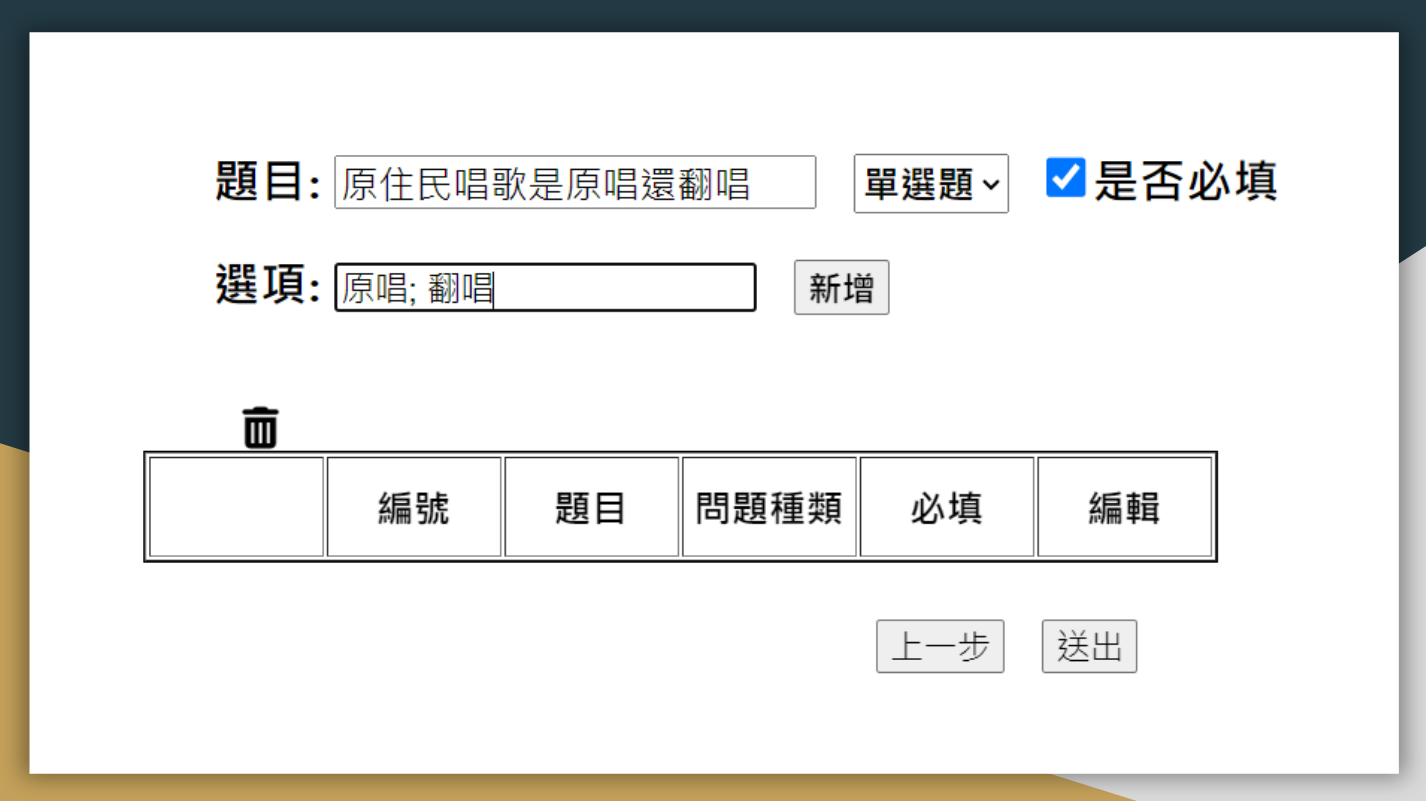 題目: 原住民唱歌是原唱還翻唱 單選題 是否必填
選項: 原唱; 翻唱 新增
編號 題目 問題種類 必填 編輯
上一步 送出